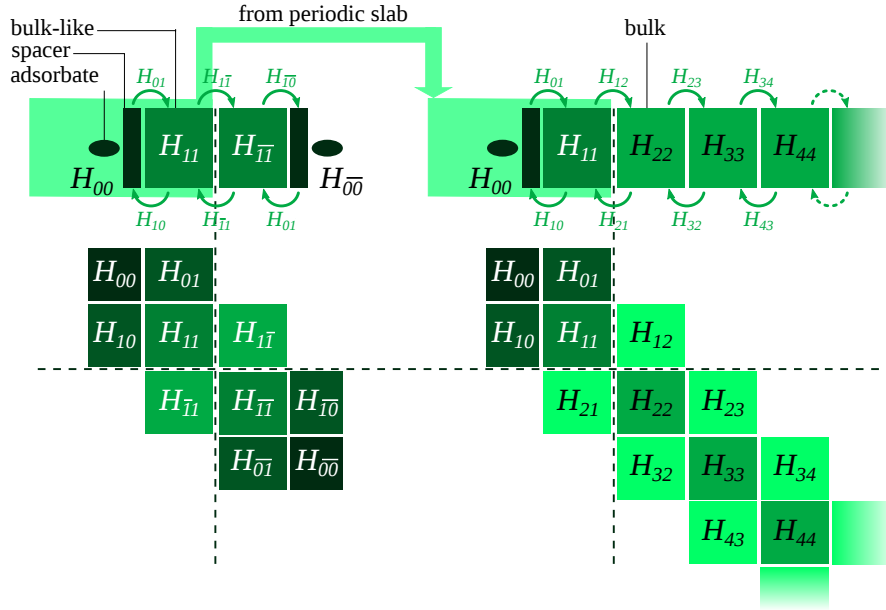 from periodic slab
bulk-like
spacer
adsorbate
bulk
H₀₁ H₁₁̅ H₁̅₀̅ H₀₁ H₁₂ H₂₃ H₃₄
H₁₁ H₁̅₁̅ H₁₁ H₂₂ H₃₃ H₄₄
H₀₀ H₀̅₀̅ H₀₀
H₁₀ H₁̅₁ H₀₁ H₁₀ H₂₁ H₃₂ H₄₃
H₀₀ H₀₁ H₀₀ H₀₁
H₁₀ H₁₁ H₁₁̅ H₁₀ H₁₁ H₁₂
H₁̅₁ H₁̅₁̅ H₁̅₀̅ H₂₁ H₂₂ H₂₃
H₀̅₁̅ H₀̅₀̅ H₃₂ H₃₃ H₃₄
H₄₃ H₄₄